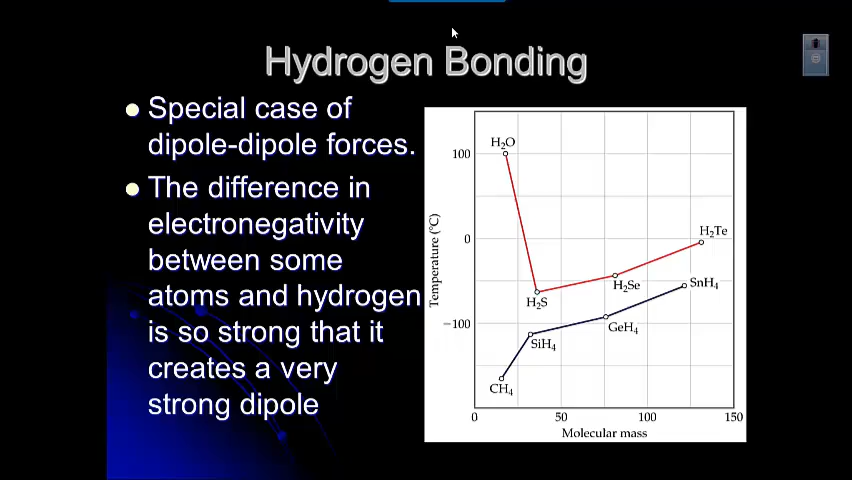 Hydrogen Bonding
Special case of
dipole-dipole forces.
The difference in
electronegativity
between some
atoms and hydrogen
is so strong that it
creates a very
strong dipole
H₂O
100
H₂Te
0
Temperature (°C)
H₂Se
SnH₄
H₂S
−100
GeH₄
SiH₄
CH₄
0 50 100 150
Molecular mass